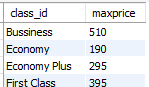 class_id maxprice
Bussiness 510
Economy 190
Economy Plus 295
First Class 395